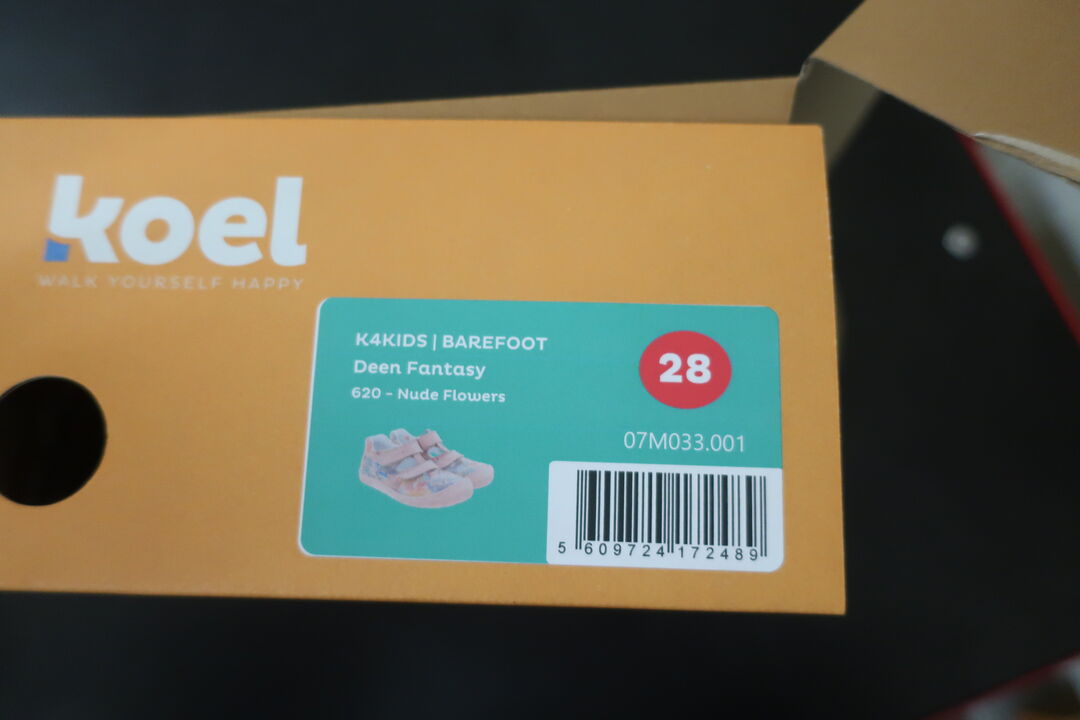 koel
WALK YOURSELF HAPPY
K4KIDS | BAREFOOT
Deen Fantasy
620 - Nude Flowers
28
07M033.001
5 609724 172489